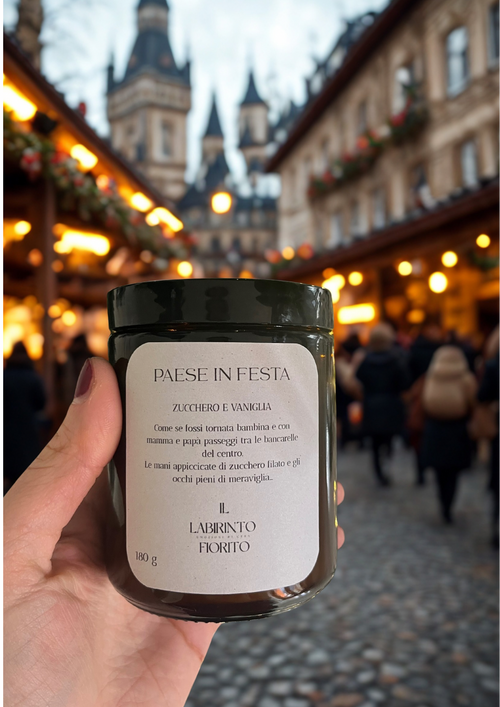 PAESE IN FESTA
ZUCCHERO E VANIGLIA
Come se fossi tornata bambina e con
mamma e papà passeggi tra le bancarelle
del centro.
Le mani appiccicate di zucchero filato e gli
occhi pieni di meraviglia..
IL
LABIRINTO
FIORITO
180 g